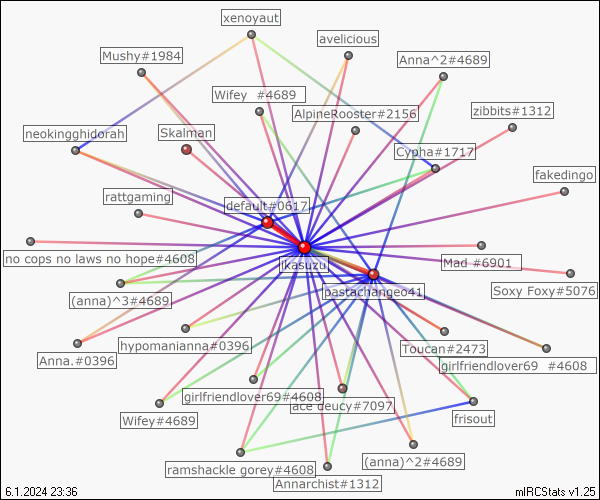 xenoyaut
avelicious
Mushy#1984
Anna^2#4689
Wifey #4689
AlpineRooster#2156
zibbits#1312
neokingghidorah
Skalman
Cypha#1717
fakedingo
rattgaming
default#0617
no cops no laws no hope#4608
ikasuzu
Mad #6901
Soxy Foxy#5076
(anna)^3#4689
pastachangeo41
Anna.#0396
hypomanianna#0396
Toucan#2473
girlfriendlover69 #4608
girlfriendlover69#4608
ace deucy#7097
Wifey#4689
frisout
ramshackle gorey#4608
(anna)^2#4689
Annarchist#1312
6.1.2024 23:36
mIRCStats v1.25